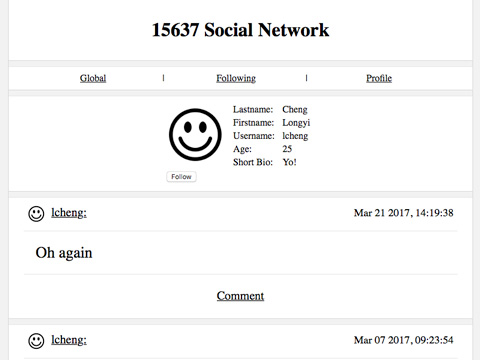 15637 Social Network
Global | Following | Profile
Lastname: Cheng
Firstname: Longyi
Username: lcheng
Age: 25
Short Bio: Yo!
Follow
lcheng: Mar 21 2017, 14:19:38
Oh again
Comment
lcheng: Mar 07 2017, 09:23:54